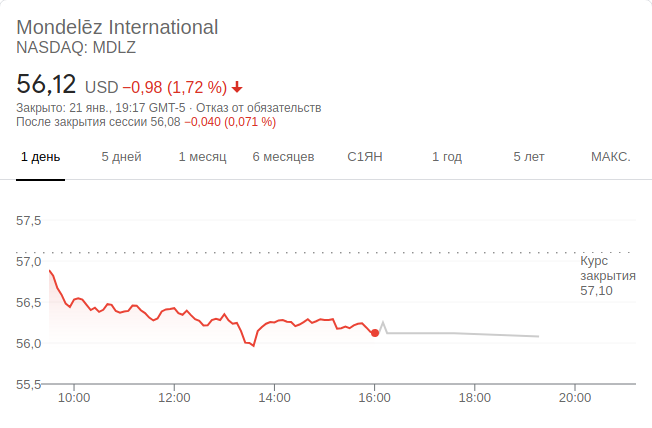 Mondelēz International
NASDAQ: MDLZ
56,12 USD −0,98 (1,72 %)
Закрыто: 21 янв., 19:17 GMT-5 · Отказ от обязательств
После закрытия сессии 56,08 −0,040 (0,071 %)
1 день 5 дней 1 месяц 6 месяцев С1ЯН 1 год 5 лет МАКС.
57,5
57,0
56,5
56,0
55,5
Курс
закрытия
57,10
10:00 12:00 14:00 16:00 18:00 20:00